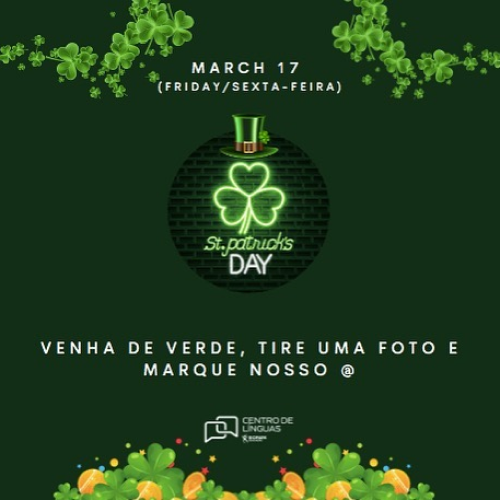 MARCH 17
(FRIDAY/SEXTA-FEIRA)
St. patrick's
DAY
VENHA DE VERDE, TIRE UMA FOTO E
MARQUE NOSSO @
CENTRO DE
LÍNGUAS